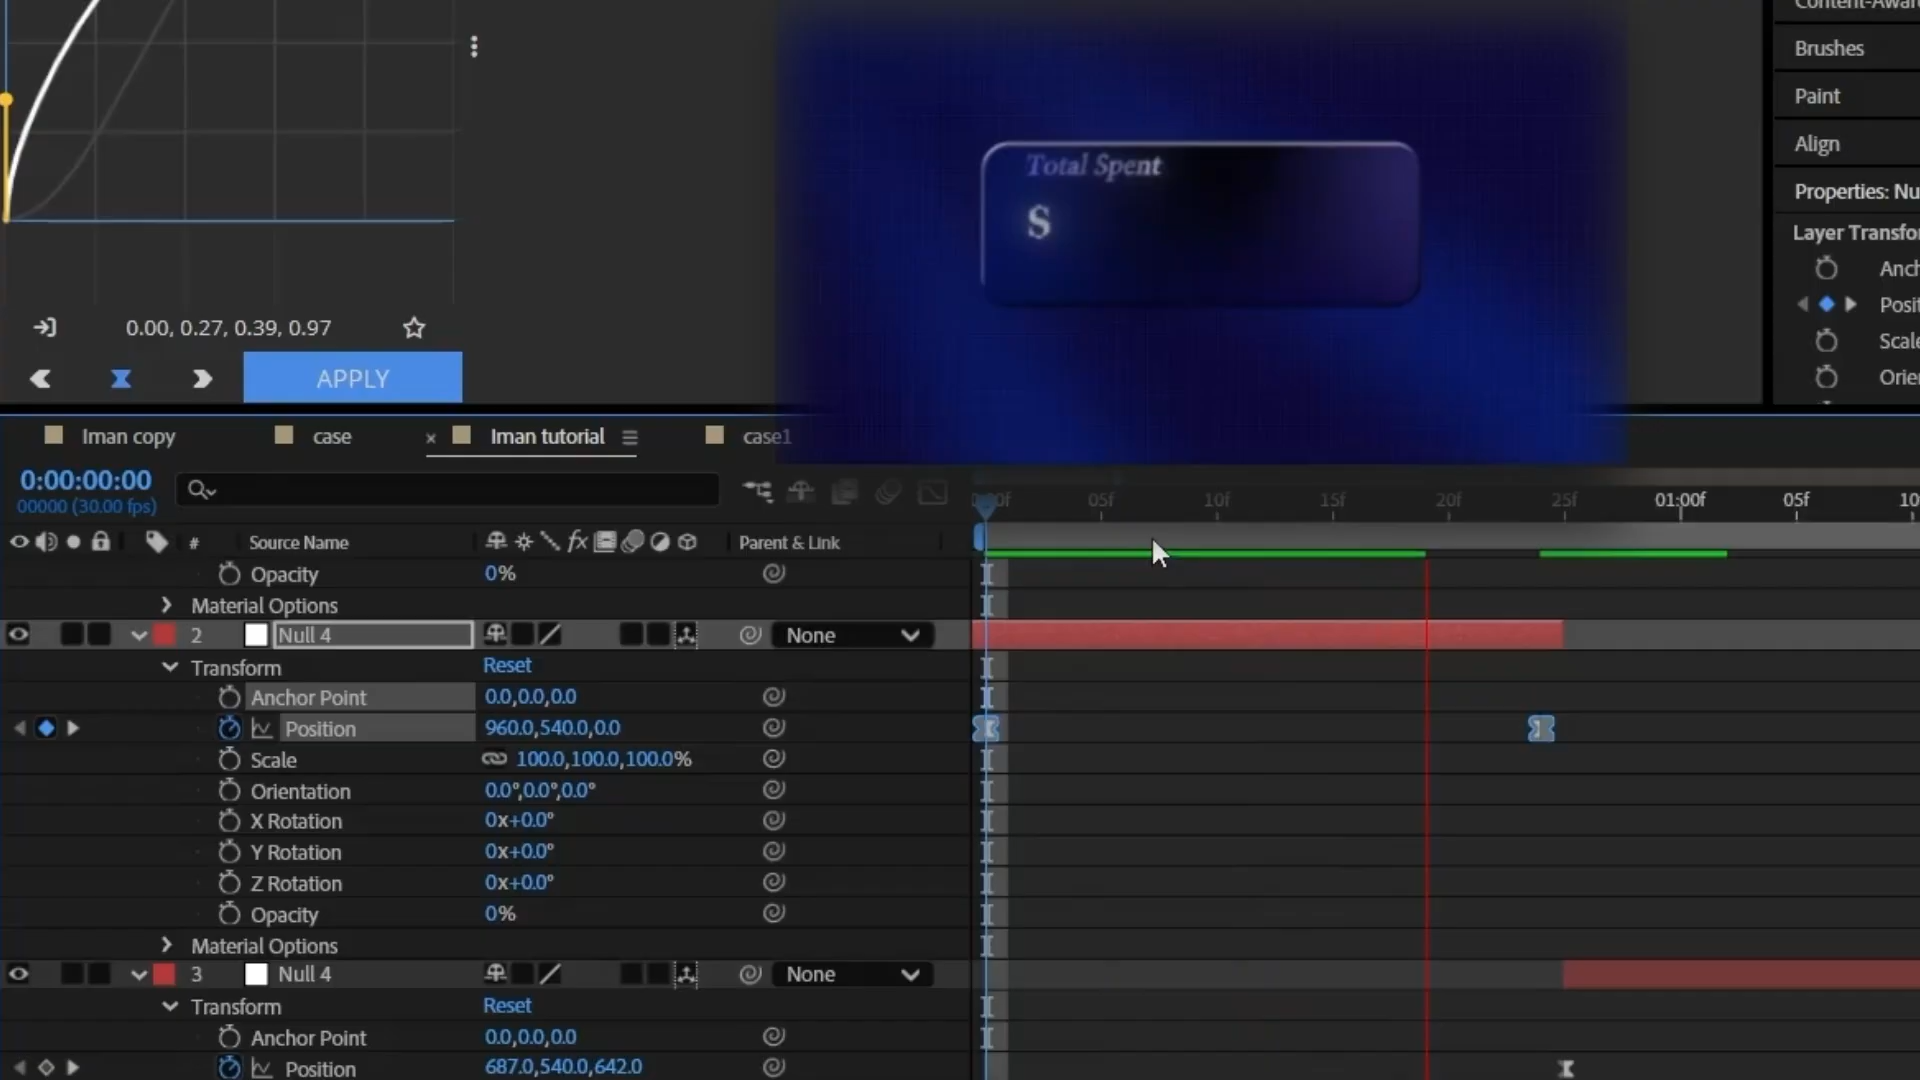 Content-Awar
Brushes
Paint
Align
Properties: Nu
Layer Transfor
Anch
Posit
Scale
Orien
Total Spent
$
0.00, 0.27, 0.39, 0.97
APPLY
Iman copy
case
× Iman tutorial
case1
0:00:00:00
00000 (30.00 fps)
05f 10f 15f 20f 25f 01:00f 05f 10
# Source Name fx Parent & Link
Opacity 0%
Material Options
2 Null 4 None
Transform Reset
Anchor Point 0.0,0.0,0.0
Position 960.0,540.0,0.0
Scale 100.0,100.0,100.0%
Orientation 0.0°,0.0°,0.0°
X Rotation 0x+0.0°
Y Rotation 0x+0.0°
Z Rotation 0x+0.0°
Opacity 0%
Material Options
3 Null 4 None
Transform Reset
Anchor Point 0.0,0.0,0.0
Position 687.0,540.0,642.0